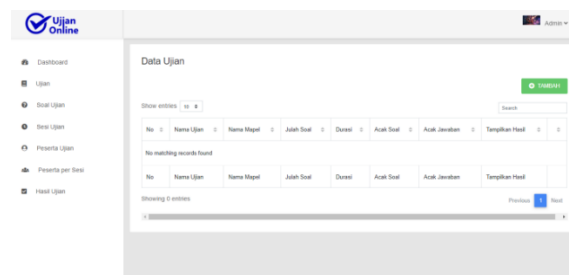 Ujian
Online
Admin
Dashboard
Ujian
Soal Ujian
Sesi Ujian
Peserta Ujian
Peserta per Sesi
Hasil Ujian
Data Ujian
TAMBAH
Show entries 10
Search
No Nama Ujian Nama Mapel Julah Soal Durasi Acak Soal Acak Jawaban Tampilkan Hasil
No matching records found
No Nama Ujian Nama Mapel Julah Soal Durasi Acak Soal Acak Jawaban Tampilkan Hasil
Showing 0 entries
Previous 1 Next